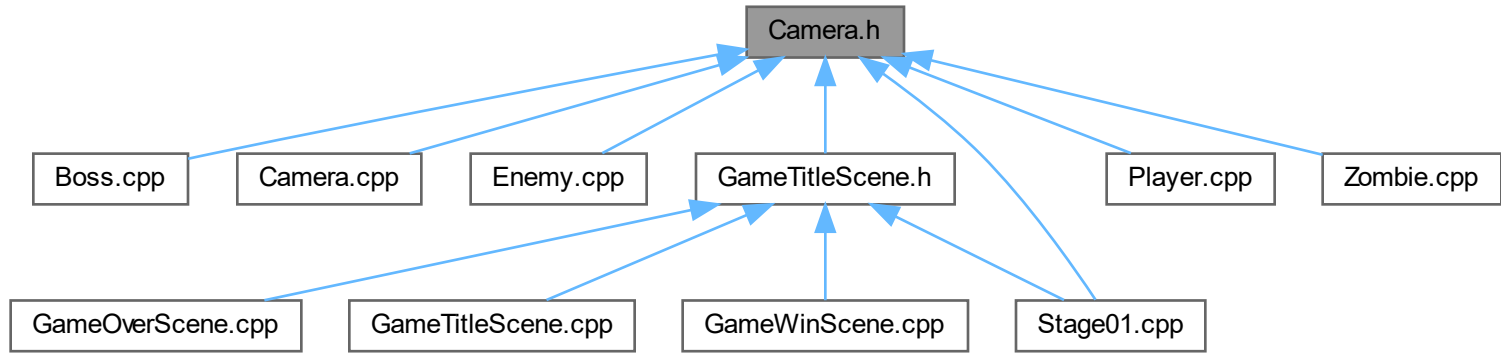 Camera.h
Boss.cpp
Camera.cpp
Enemy.cpp
GameTitleScene.h
Player.cpp
Zombie.cpp
GameOverScene.cpp
GameTitleScene.cpp
GameWinScene.cpp
Stage01.cpp